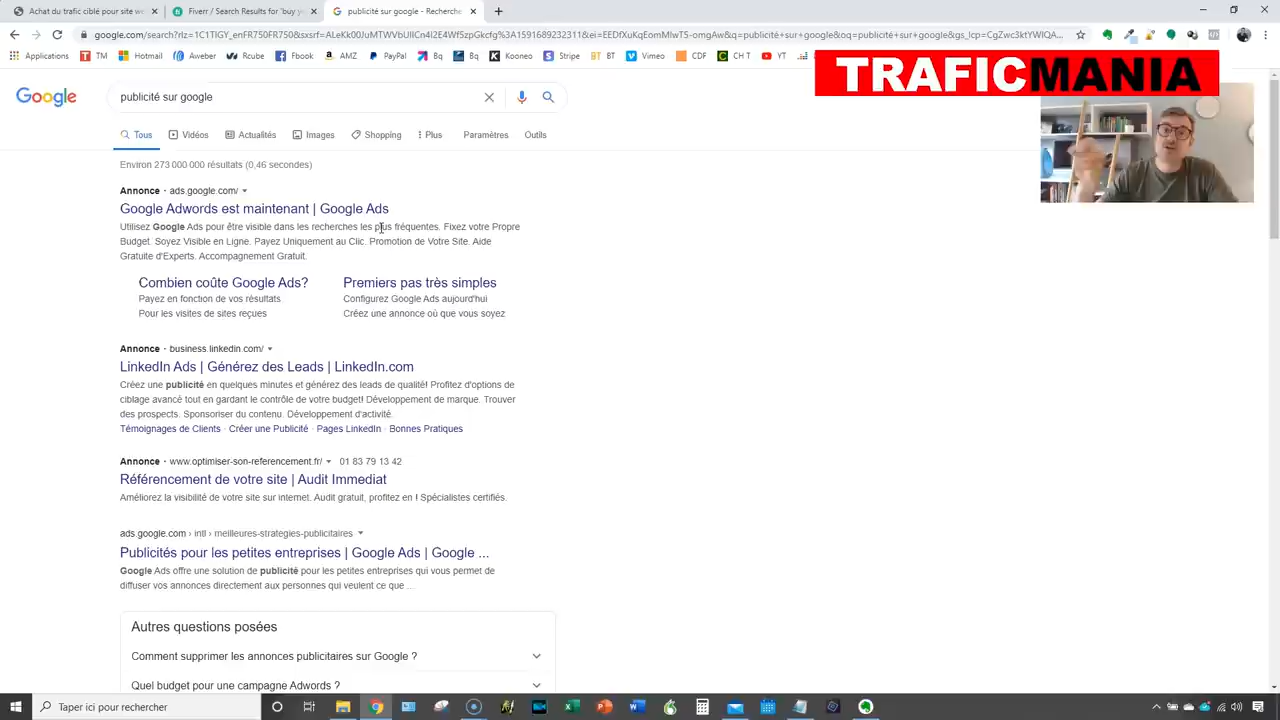 Achat du trafic ciblé pour site we
Traffic Search Results for "buy w
publicité sur google - Recherche
google.com/search?rlz=1C1TIGY_enFR750FR750&sxsrf=ALeKk00JuMTWVbUJlCn4I2E4Wf5zpGkcfg%3A1591689232311&ei=EEDfXuKqEomMlwTS-omgAw&q=publicité+sur+google&oq=publicité+sur+google&gs_lcp=CgZwc3ktYWIQA...
Applications TM Hotmail Aweber Rcube Ebook AMZ PayPal Bq Bq Kooneo Stripe BT Vimeo CDF CH T YT
TRAFICMANIA
Google
publicité sur google
Tous Vidéos Actualités Images Shopping Plus Paramètres Outils
Environ 273 000 000 résultats (0,46 secondes)
Annonce · ads.google.com/
Google Adwords est maintenant | Google Ads
Utilisez Google Ads pour être visible dans les recherches les plus fréquentes. Fixez votre Propre
Budget. Soyez Visible en Ligne. Payez Uniquement au Clic. Promotion de Votre Site. Aide
Gratuite d'Experts. Accompagnement Gratuit.
Combien coûte Google Ads? Premiers pas très simples
Payez en fonction de vos résultats Configurez Google Ads aujourd'hui
Pour les visites de sites reçues Créez une annonce où que vous soyez
Annonce · business.linkedin.com/
LinkedIn Ads | Générez des Leads | LinkedIn.com
Créez une publicité en quelques minutes et générez des leads de qualité! Profitez d'options de
ciblage avancé tout en gardant le contrôle de votre budget! Développement de marque. Trouver
des prospects. Sponsoriser du contenu. Développement d'activité.
Témoignages de Clients · Créer une Publicité · Pages LinkedIn · Bonnes Pratiques
Annonce · www.optimiser-son-referencement.fr/ 01 83 79 13 42
Référencement de votre site | Audit Immediat
Améliorez la visibilité de votre site sur internet. Audit gratuit, profitez en ! Spécialistes certifiés.
ads.google.com › intl › meilleures-strategies-publicitaires
Publicités pour les petites entreprises | Google Ads | Google ...
Google Ads offre une solution de publicité pour les petites entreprises qui vous permet de
diffuser vos annonces directement aux personnes qui veulent ce que ...
Autres questions posées
Comment supprimer les annonces publicitaires sur Google ?
Quel budget pour une campagne Adwords ?
Taper ici pour rechercher